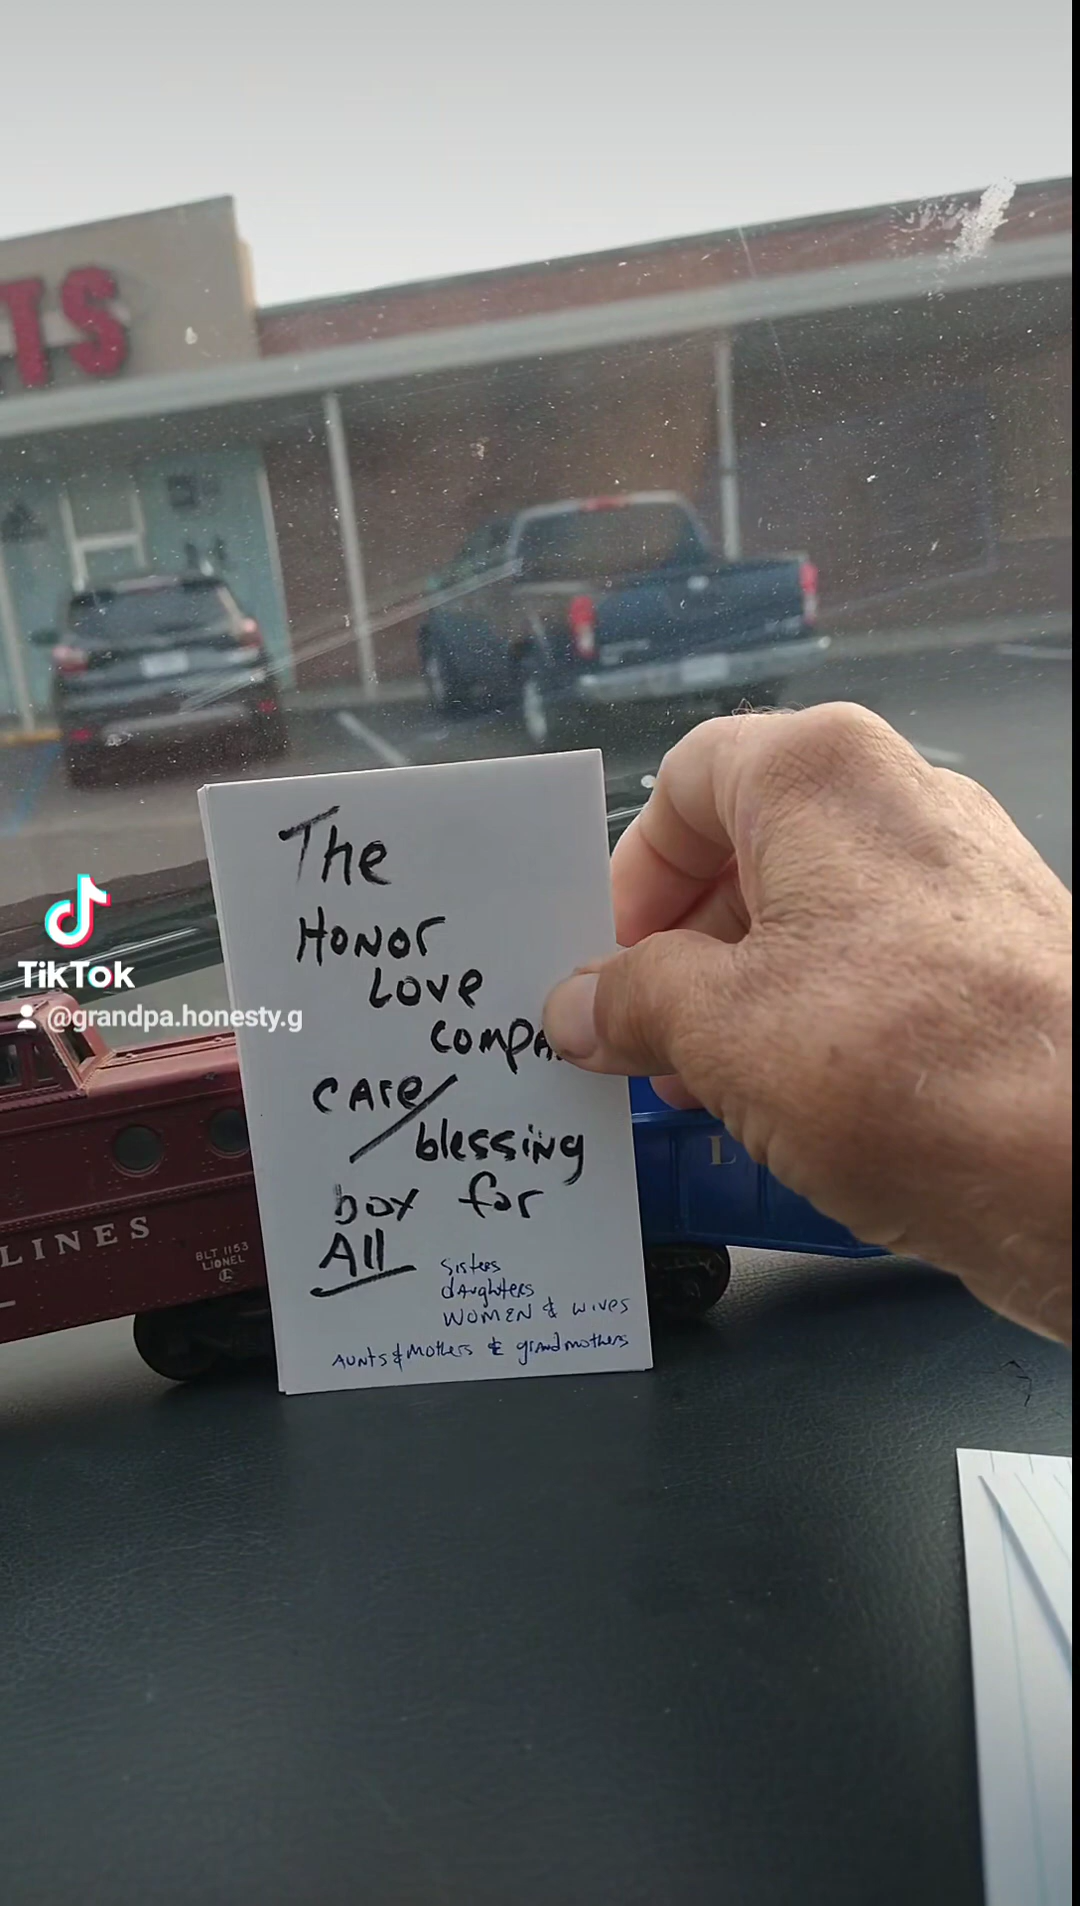 TS
The
HONOR
LOVE
CARE/
blessing
box for
All
Sisters
dAughters
WOMEN & WIVES
AUNTS & MOTHERS & grandmothers
TikTok
@grandpa.honesty.g
LINES
BLT 1153
LIONEL
L
L